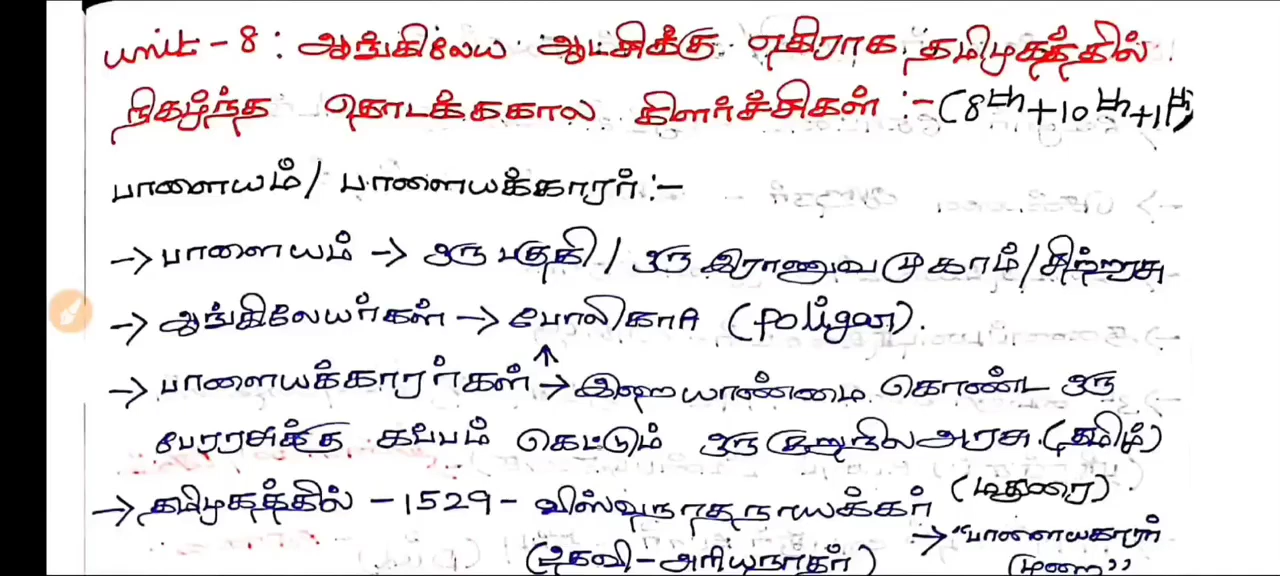 Unit - 8 : ஆங்கிலேய ஆட்சிக்கு எதிராக தமிழகத்தில்
நிகழ்ந்த தொடக்ககால கிளர்ச்சிகள் :- (8th+10th+11th)
பாளையம் / பாளையக்காரர் :-
→ பாளையம் → ஒரு பகுதி / ஒரு இராணுவ முகாம் / சிற்றரசு
→ ஆங்கிலேயர்கள் → போலிகார் (Poligar).
→ பாளையக்காரர்கள் → இறையாண்மை கொண்ட ஒரு
பேரரசுக்கு கப்பம் கெட்டும் ஒரு குறுநில அரசு (தமிழ்)
→ தமிழகத்தில் - 1529 - விஸ்வநாத நாயக்கர் (மதுரை)
(உதவி - அரியநாதர்) → "பாளையகாரர்
முறை"